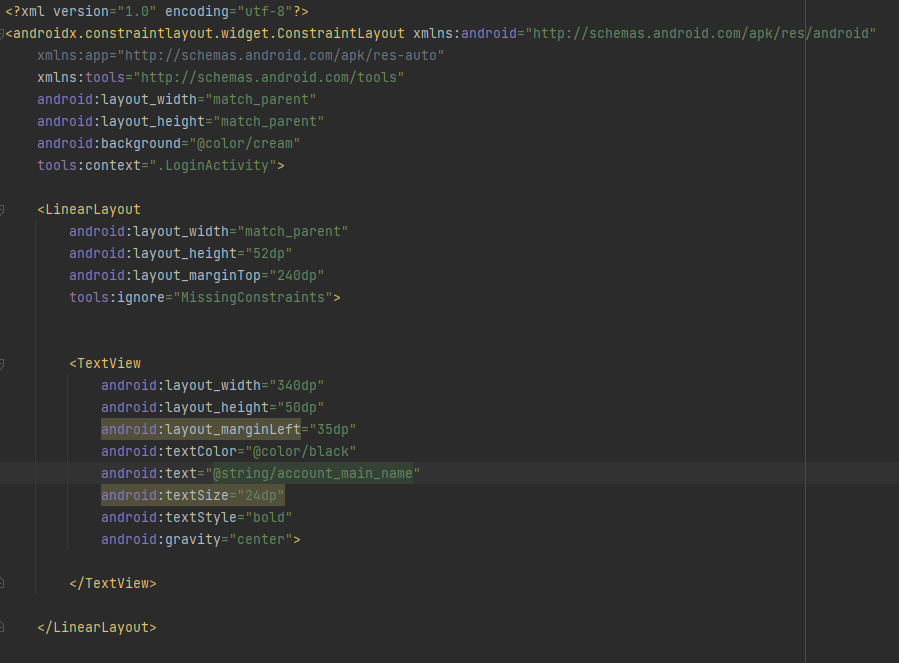 <?xml version="1.0" encoding="utf-8"?>
<androidx.constraintlayout.widget.ConstraintLayout xmlns:android="http://schemas.android.com/apk/res/android"
    xmlns:app="http://schemas.android.com/apk/res-auto"
    xmlns:tools="http://schemas.android.com/tools"
    android:layout_width="match_parent"
    android:layout_height="match_parent"
    android:background="@color/cream"
    tools:context=".LoginActivity">
    <LinearLayout
        android:layout_width="match_parent"
        android:layout_height="52dp"
        android:layout_marginTop="240dp"
        tools:ignore="MissingConstraints">
        <TextView
            android:layout_width="340dp"
            android:layout_height="50dp"
            android:layout_marginLeft="35dp"
            android:textColor="@color/black"
            android:text="@string/account_main_name"
            android:textSize="24dp"
            android:textStyle="bold"
            android:gravity="center">
        </TextView>
    </LinearLayout>